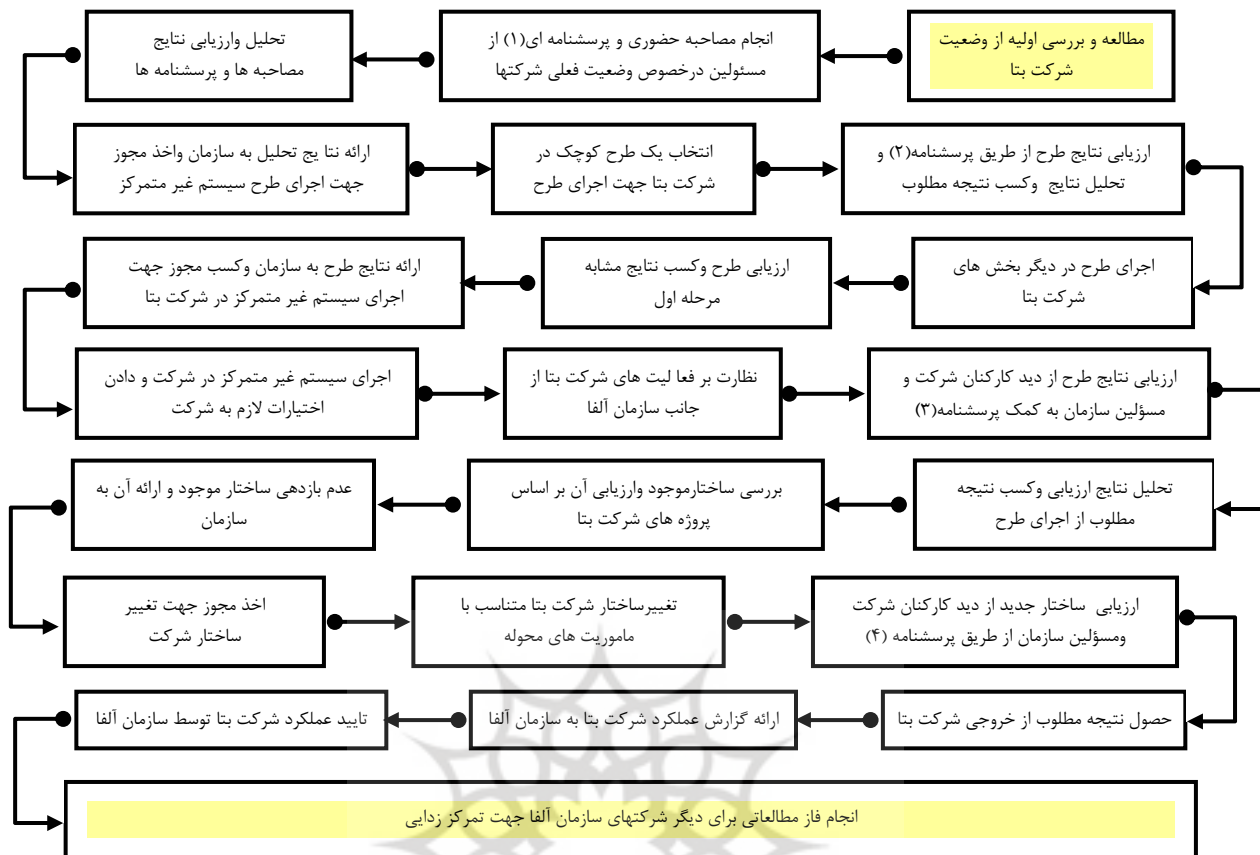 مطالعه و بررسی اولیه از وضعیت
شرکت بتا
انجام مصاحبه حضوری و پرسشنامه ای(۱) از
مسئولین درخصوص وضعیت فعلی شرکتها
تحلیل وارزیابی نتایج
مصاحبه ها و پرسشنامه ها
ارائه نتا یج تحلیل به سازمان واخذ مجوز
جهت اجرای طرح سیستم غیر متمرکز
انتخاب یک طرح کوچک در
شرکت بتا جهت اجرای طرح
ارزیابی نتایج طرح از طریق پرسشنامه(۲) و
تحلیل نتایج وکسب نتیجه مطلوب
اجرای طرح در دیگر بخش های
شرکت بتا
ارزیابی طرح وکسب نتایج مشابه
مرحله اول
ارائه نتایج طرح به سازمان وکسب مجوز جهت
اجرای سیستم غیر متمرکز در شرکت بتا
اجرای سیستم غیر متمرکز در شرکت و دادن
اختیارات لازم به شرکت
نظارت بر فعا لیت های شرکت بتا از
جانب سازمان آلفا
ارزیابی نتایج طرح از دید کارکنان شرکت و
مسؤلین سازمان به کمک پرسشنامه(۳)
تحلیل نتایج ارزیابی وکسب نتیجه
مطلوب از اجرای طرح
بررسی ساختارموجود وارزیابی آن بر اساس
پروژه های شرکت بتا
عدم بازدهی ساختار موجود و ارائه آن به
سازمان
اخذ مجوز جهت تغییر
ساختار شرکت
تغییرساختار شرکت بتا متناسب با
ماموریت های محوله
ارزیابی ساختار جدید از دید کارکنان شرکت
ومسؤلین سازمان از طریق پرسشنامه (۴)
حصول نتیجه مطلوب از خروجی شرکت بتا
ارائه گزارش عملکرد شرکت بتا به سازمان آلفا
تایید عملکرد شرکت بتا توسط سازمان آلفا
انجام فاز مطالعاتی برای دیگر شرکتهای سازمان آلفا جهت تمرکز زدایی